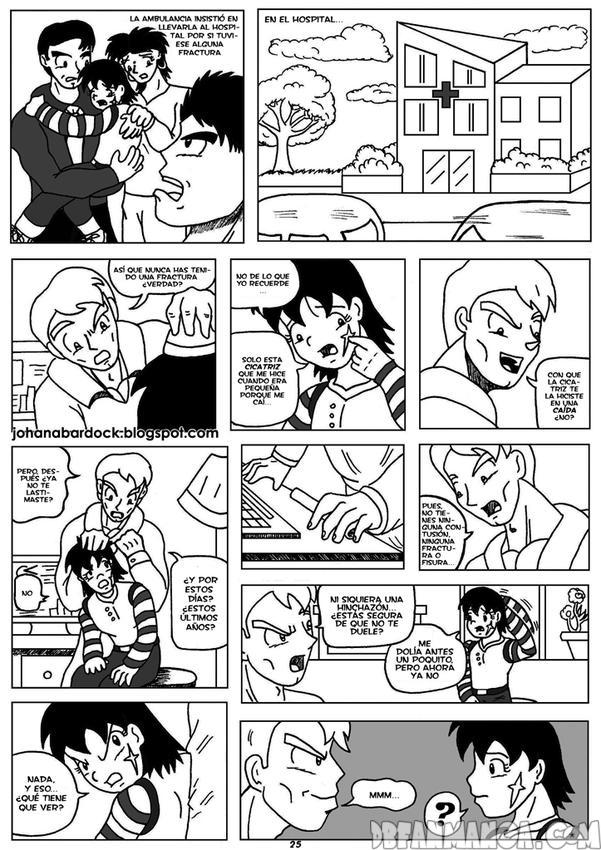 LA AMBULANCIA INSISTIÓ EN
LLEVARLA AL HOSPI-
TAL POR SI TUVI-
ESE ALGUNA
FRACTURA
EN EL HOSPITAL...
ASÍ QUE NUNCA HAS TENI-
DO UNA FRACTURA
¿VERDAD?
NO DE LO QUE
YO RECUERDE
...
SOLO ESTA
CICATRIZ
QUE ME HICE
CUANDO ERA
PEQUEÑA
PORQUE ME
CAÍ...
CON QUE
LA CICA-
TRIZ TE LA
HICISTE
EN UNA
CAÍDA
¿NO?
johanabardock.blogspot.com
PERO, DES-
PUÉS ¿YA
NO TE
LASTI-
MASTE?
NO
¿Y POR
ESTOS
DÍAS?
¿ESTOS
ÚLTIMOS
AÑOS?
PUES,
NO TIE-
NES NIN-
GUNA CON-
TUSIÓN,
NINGUNA
FRACTU-
RA O
FISURA...
NI SIQUIERA UNA
HINCHAZÓN...
¿ESTAS SEGURA
DE QUE NO TE
DUELE?
ME
DOLÍA ANTES
UN POQUITO,
PERO AHORA
YA NO
NADA,
Y ESO...
¿QUÉ TIENE
QUE VER?
MMM...
?
25
DBFANMANGA.COM